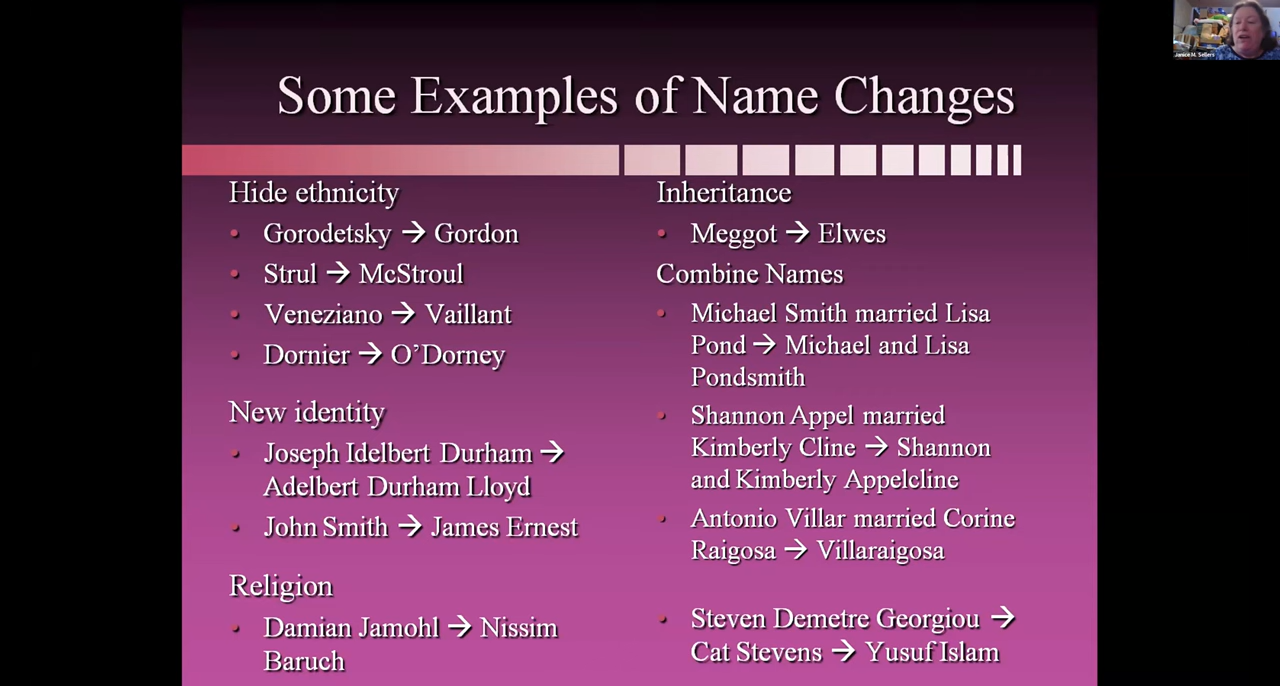 Some Examples of Name Changes
Hide ethnicity
• Gorodetsky → Gordon
• Strul → McStroul
• Veneziano → Vaillant
• Dornier → O’Dorney
New identity
• Joseph Idelbert Durham →
Adelbert Durham Lloyd
• John Smith → James Ernest
Religion
• Damian Jamohl → Nissim
Baruch
Inheritance
• Meggot → Elwes
Combine Names
• Michael Smith married Lisa
Pond → Michael and Lisa
Pondsmith
• Shannon Appel married
Kimberly Cline → Shannon
and Kimberly Appelcline
• Antonio Villar married Corine
Raigosa → Villaraigosa
• Steven Demetre Georgiou →
Cat Stevens → Yusuf Islam
Janice M. Sellers